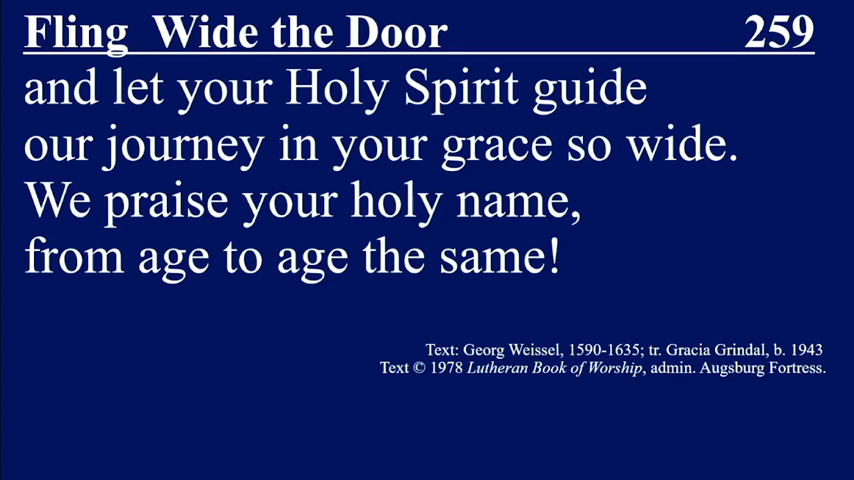 Fling Wide the Door 259
and let your Holy Spirit guide
our journey in your grace so wide.
We praise your holy name,
from age to age the same!
Text: Georg Weissel, 1590-1635; tr. Gracia Grindal, b. 1943
Text © 1978 Lutheran Book of Worship, admin. Augsburg Fortress.